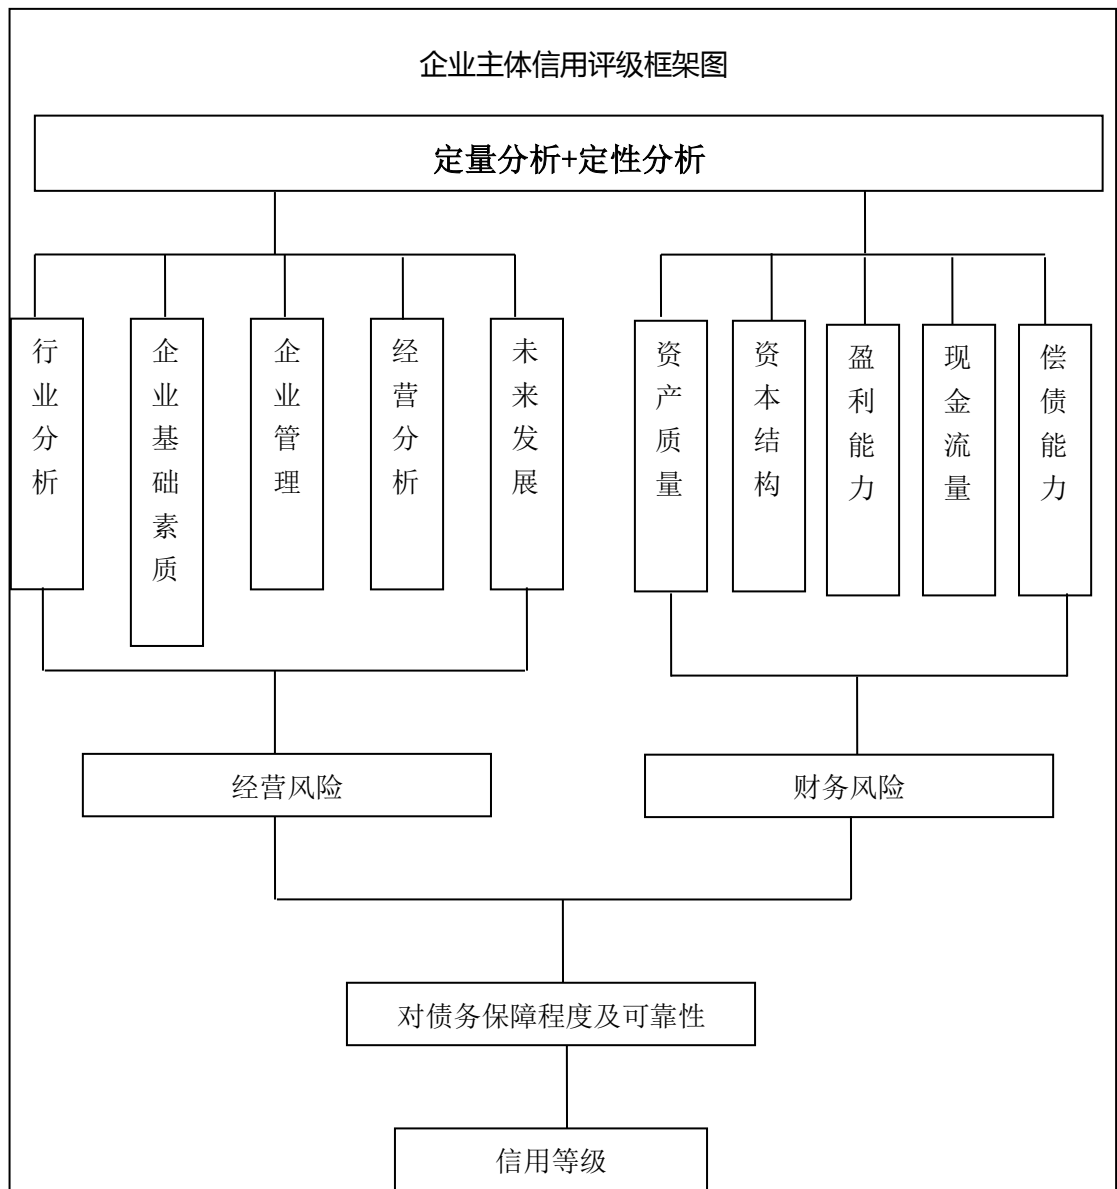 企业主体信用评级框架图
定量分析+定性分析
行业分析
企业基础素质
企业管理
经营分析
未来发展
资产质量
资本结构
盈利能力
现金流量
偿债能力
经营风险
财务风险
对债务保障程度及可靠性
信用等级